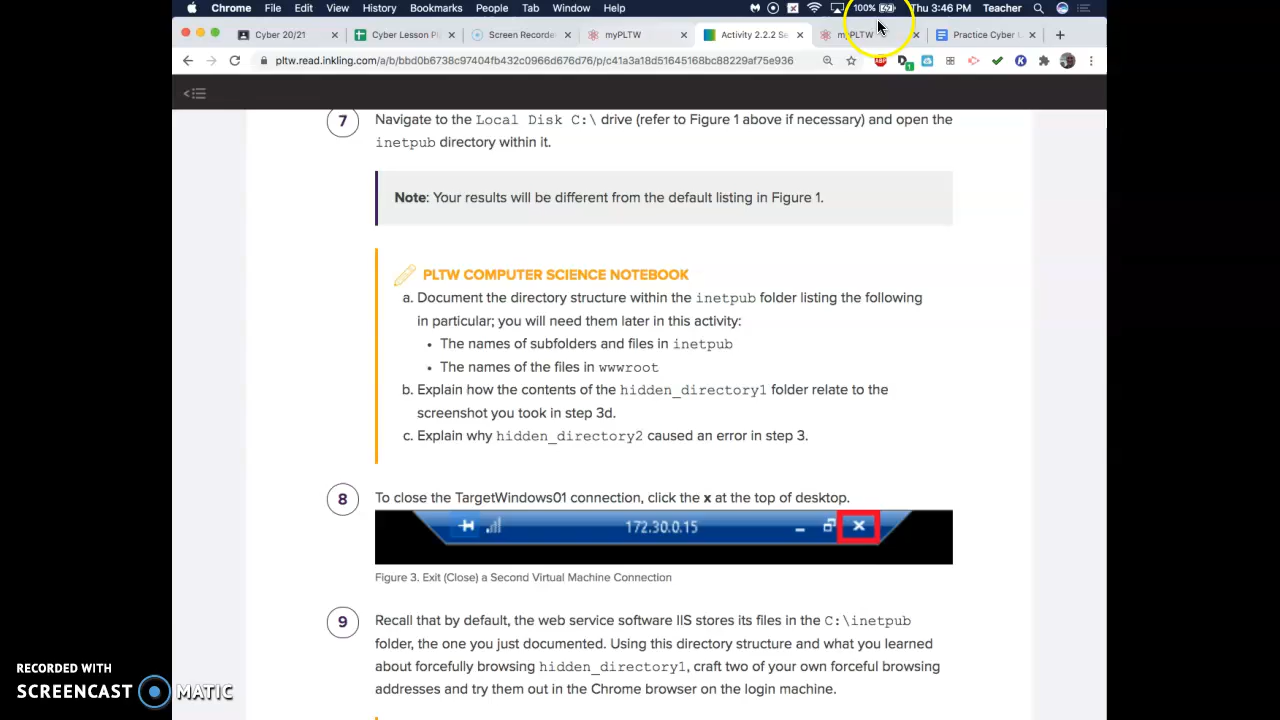 Chrome File Edit View History Bookmarks People Tab Window Help 100% Thu 3:46 PM Teacher
Cyber 20/21 Cyber Lesson Pl Screen Recorde myPLTW Activity 2.2.2 Se myPLTW Practice Cyber L
pltw.read.inkling.com/a/b/bbd0b6738c97404fb432c0966d676d76/p/c41a3a18d51645168bc88229af75e936
7 Navigate to the Local Disk C:\ drive (refer to Figure 1 above if necessary) and open the
inetpub directory within it.
Note: Your results will be different from the default listing in Figure 1.
PLTW COMPUTER SCIENCE NOTEBOOK
a. Document the directory structure within the inetpub folder listing the following
in particular; you will need them later in this activity:
• The names of subfolders and files in inetpub
• The names of the files in wwwroot
b. Explain how the contents of the hidden_directory1 folder relate to the
screenshot you took in step 3d.
c. Explain why hidden_directory2 caused an error in step 3.
8 To close the TargetWindows01 connection, click the x at the top of desktop.
172.30.0.15
Figure 3. Exit (Close) a Second Virtual Machine Connection
9 Recall that by default, the web service software IIS stores its files in the C:\inetpub
folder, the one you just documented. Using this directory structure and what you learned
about forcefully browsing hidden_directory1, craft two of your own forceful browsing
addresses and try them out in the Chrome browser on the login machine.
RECORDED WITH
SCREENCAST MATIC